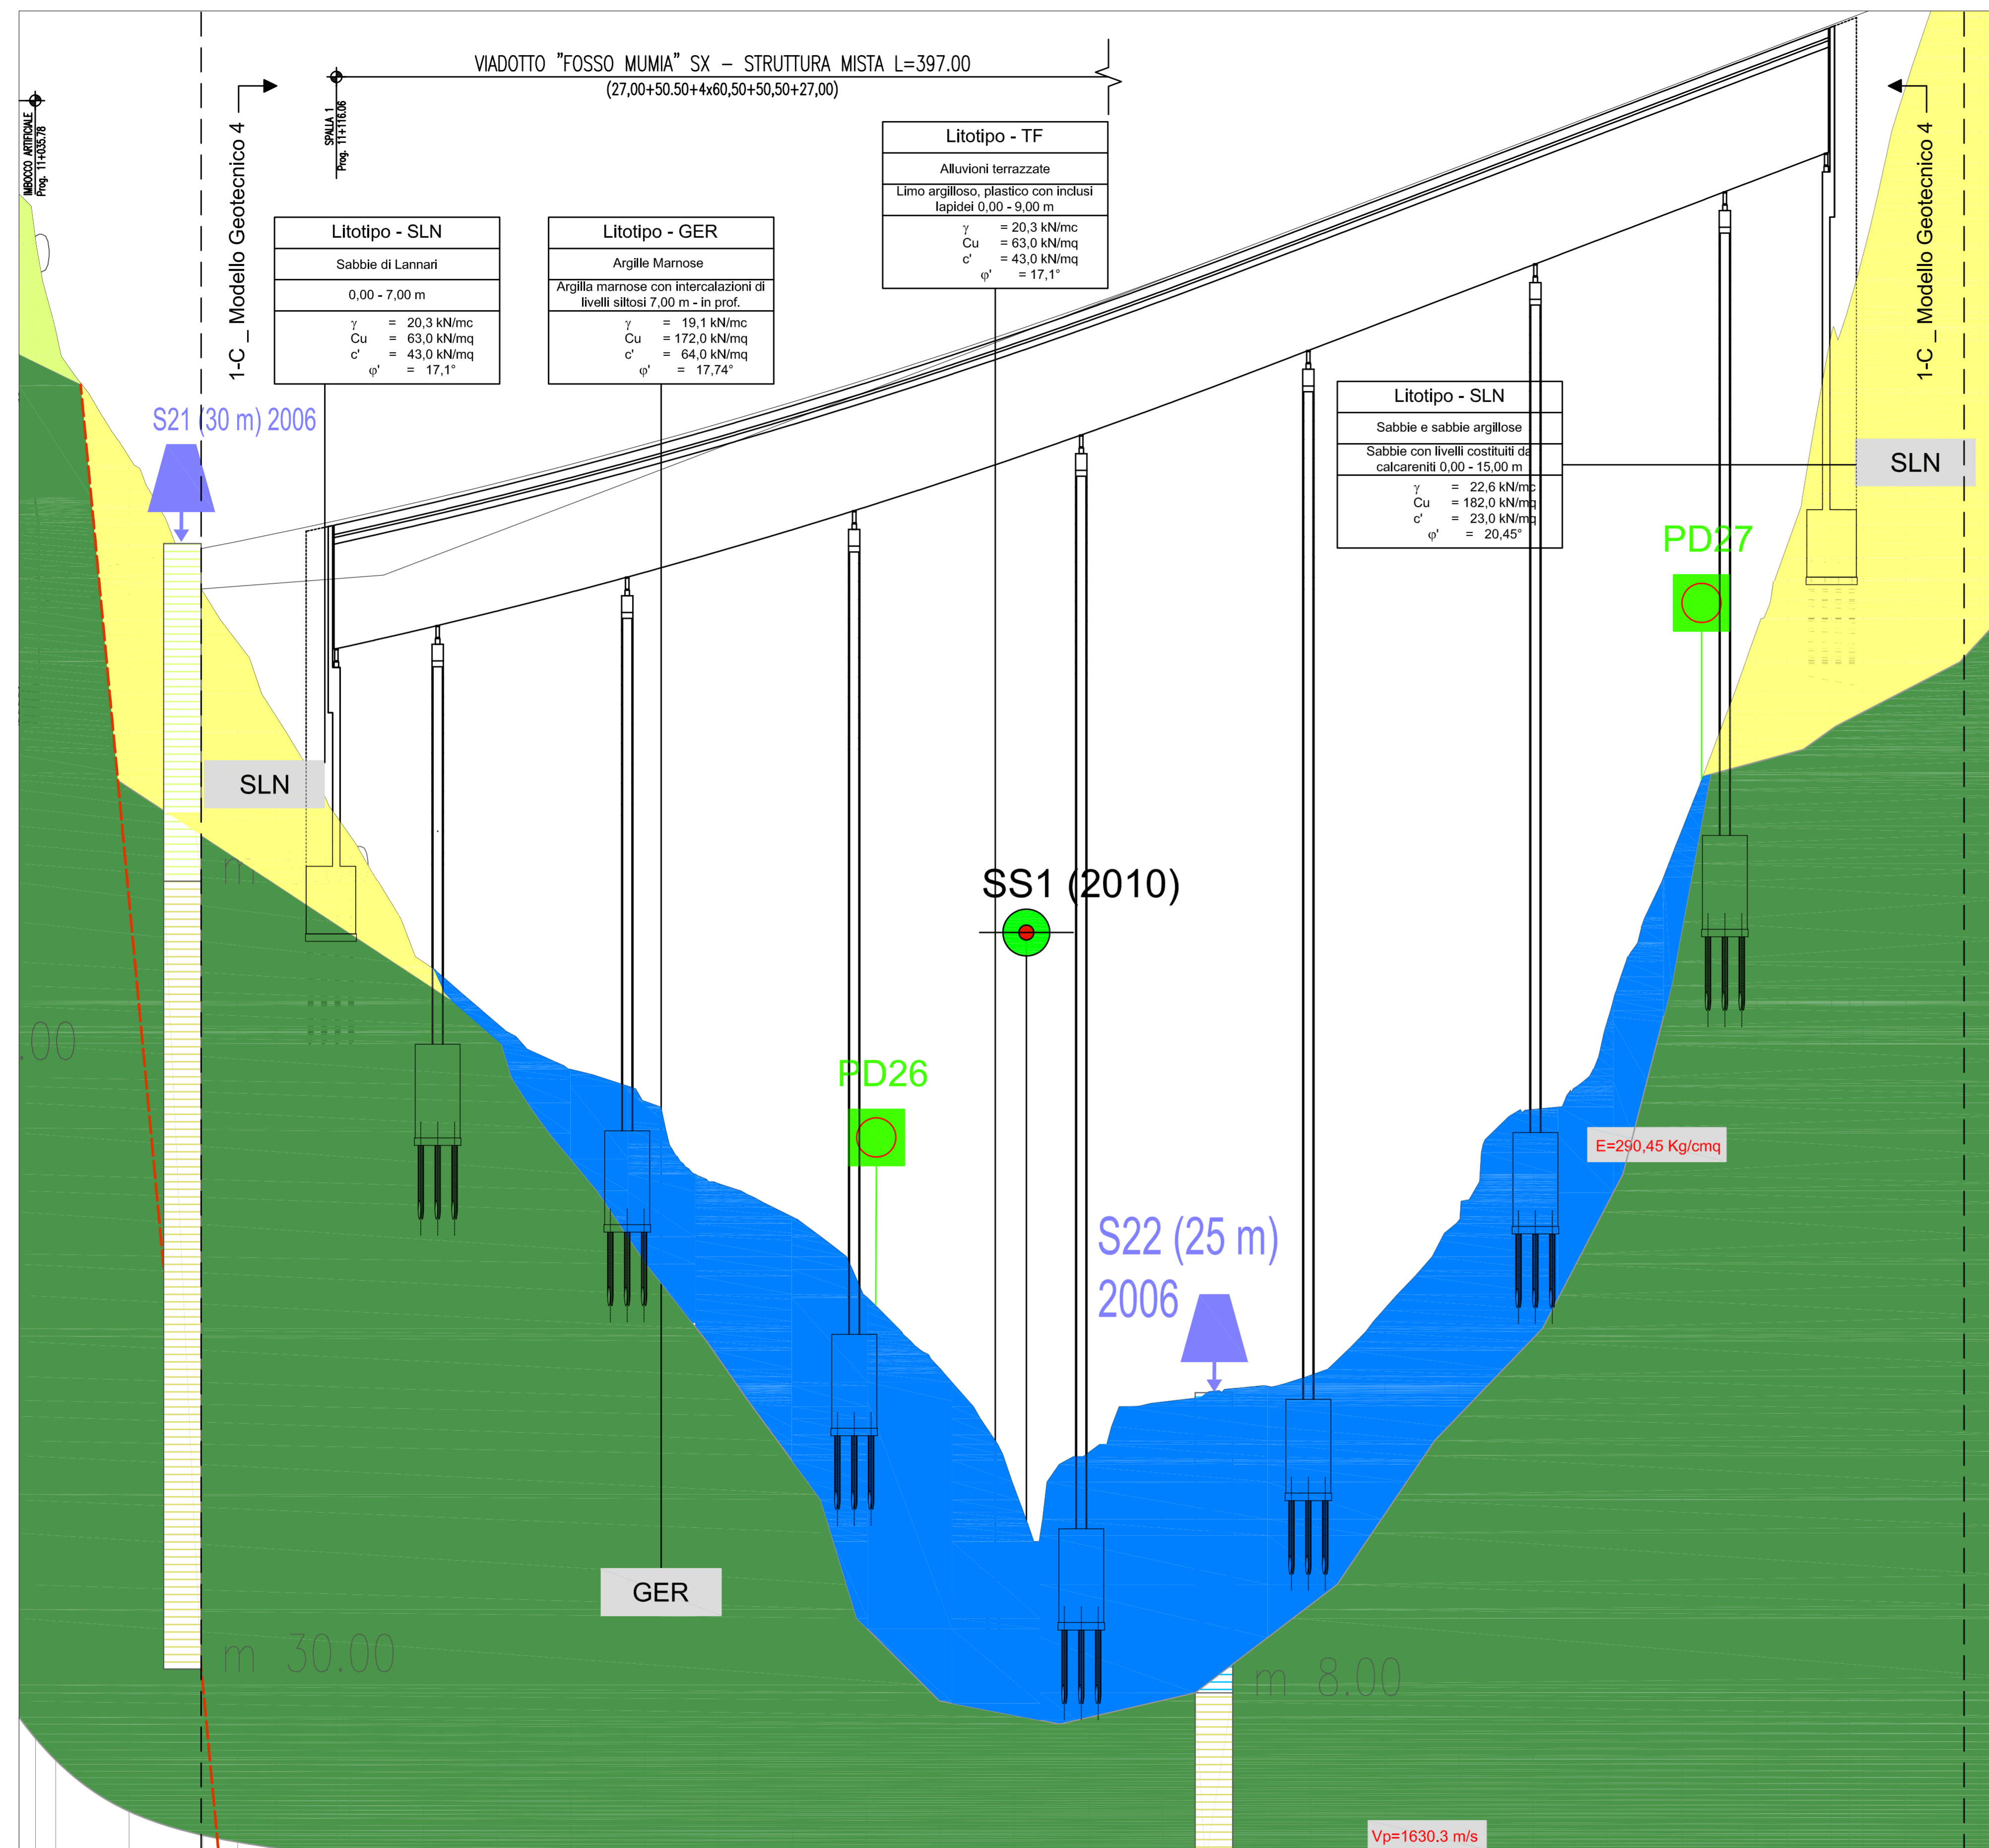 VIADOTTO "FOSSO MUMIA" SX – STRUTTURA MISTA L=397.00
(27,00+50.50+4x60,50+50,50+27,00)
IMBOCCO ARTIFICIALE
Prog. 11+035.78
1-C _ Modello Geotecnico 4
SPALLA 1
Prog. 11+116.06
Litotipo - TF
Alluvioni terrazzate
Limo argilloso, plastico con inclusi
lapidei 0,00 - 9,00 m
γ = 20,3 kN/mc
Cu = 63,0 kN/mq
c' = 43,0 kN/mq
φ' = 17,1°
1-C _ Modello Geotecnico 4
Litotipo - SLN
Sabbie di Lannari
0,00 - 7,00 m
γ = 20,3 kN/mc
Cu = 63,0 kN/mq
c' = 43,0 kN/mq
φ' = 17,1°
Litotipo - GER
Argille Marnose
Argilla marnose con intercalazioni di
livelli siltosi 7,00 m - in prof.
γ = 19,1 kN/mc
Cu = 172,0 kN/mq
c' = 64,0 kN/mq
φ' = 17,74°
Litotipo - SLN
Sabbie e sabbie argillose
Sabbie con livelli costituiti da
calcareniti 0,00 - 15,00 m
γ = 22,6 kN/mc
Cu = 182,0 kN/mq
c' = 23,0 kN/mq
φ' = 20,45°
S21 (30 m) 2006
SLN
PD27
SLN
m
SS1 (2010)
.00
PD26
E=290,45 Kg/cmq
S22 (25 m)
2006
GER
m 30.00
m 8.00
Vp=1630.3 m/s